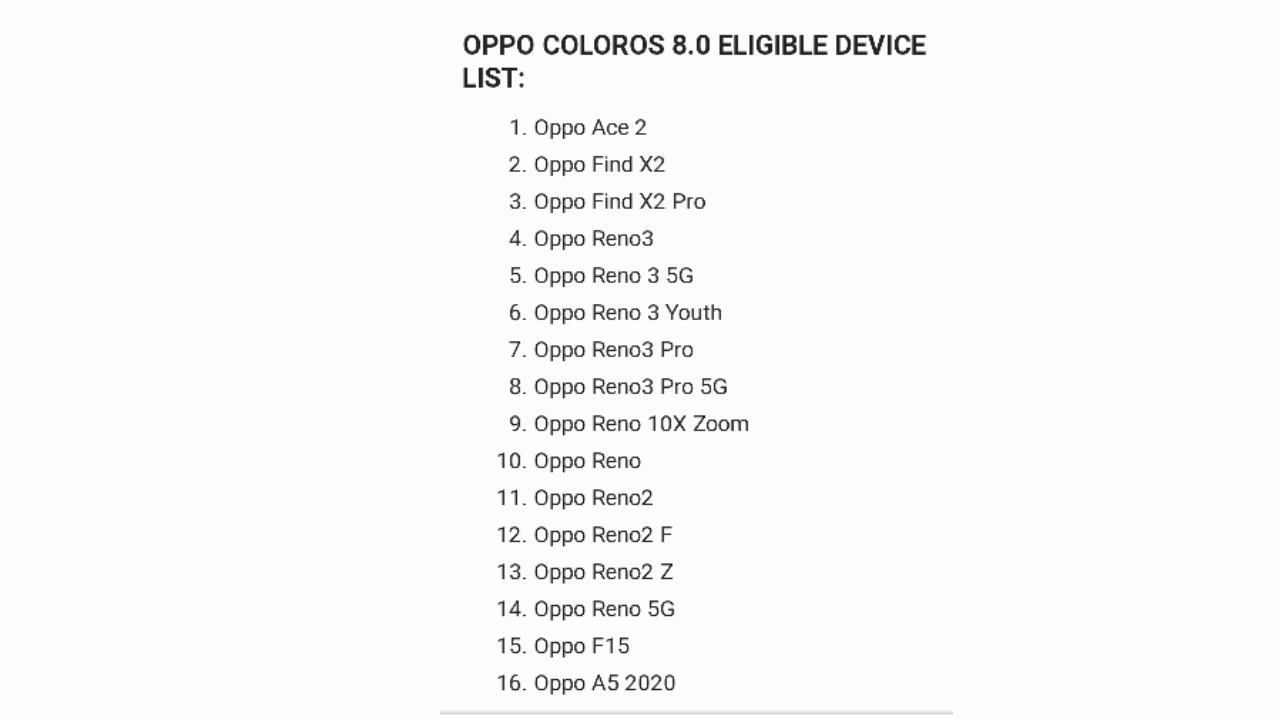 OPPO COLOROS 8.0 ELIGIBLE DEVICE
LIST:
1. Oppo Ace 2
2. Oppo Find X2
3. Oppo Find X2 Pro
4. Oppo Reno3
5. Oppo Reno 3 5G
6. Oppo Reno 3 Youth
7. Oppo Reno3 Pro
8. Oppo Reno3 Pro 5G
9. Oppo Reno 10X Zoom
10. Oppo Reno
11. Oppo Reno2
12. Oppo Reno2 F
13. Oppo Reno2 Z
14. Oppo Reno 5G
15. Oppo F15
16. Oppo A5 2020